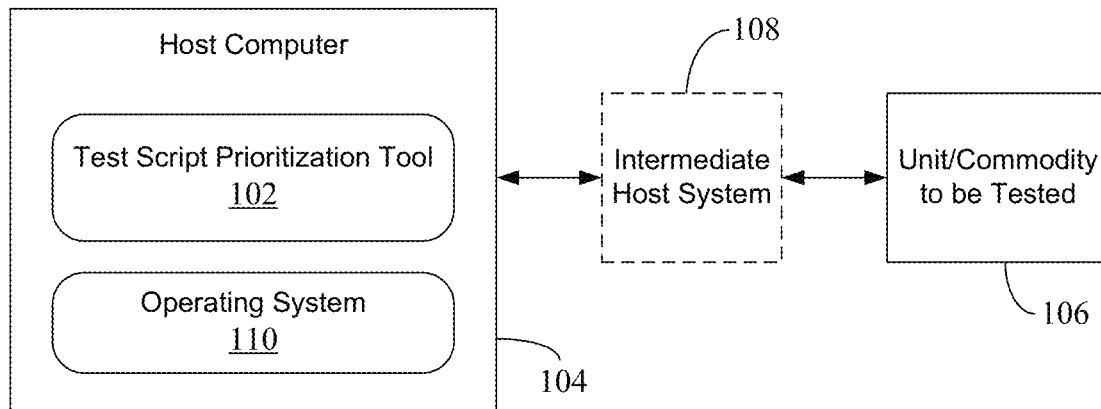 Host Computer
Test Script Prioritization Tool
102
Operating System
110
104
108
Intermediate
Host System
Unit/Commodity
to be Tested
106